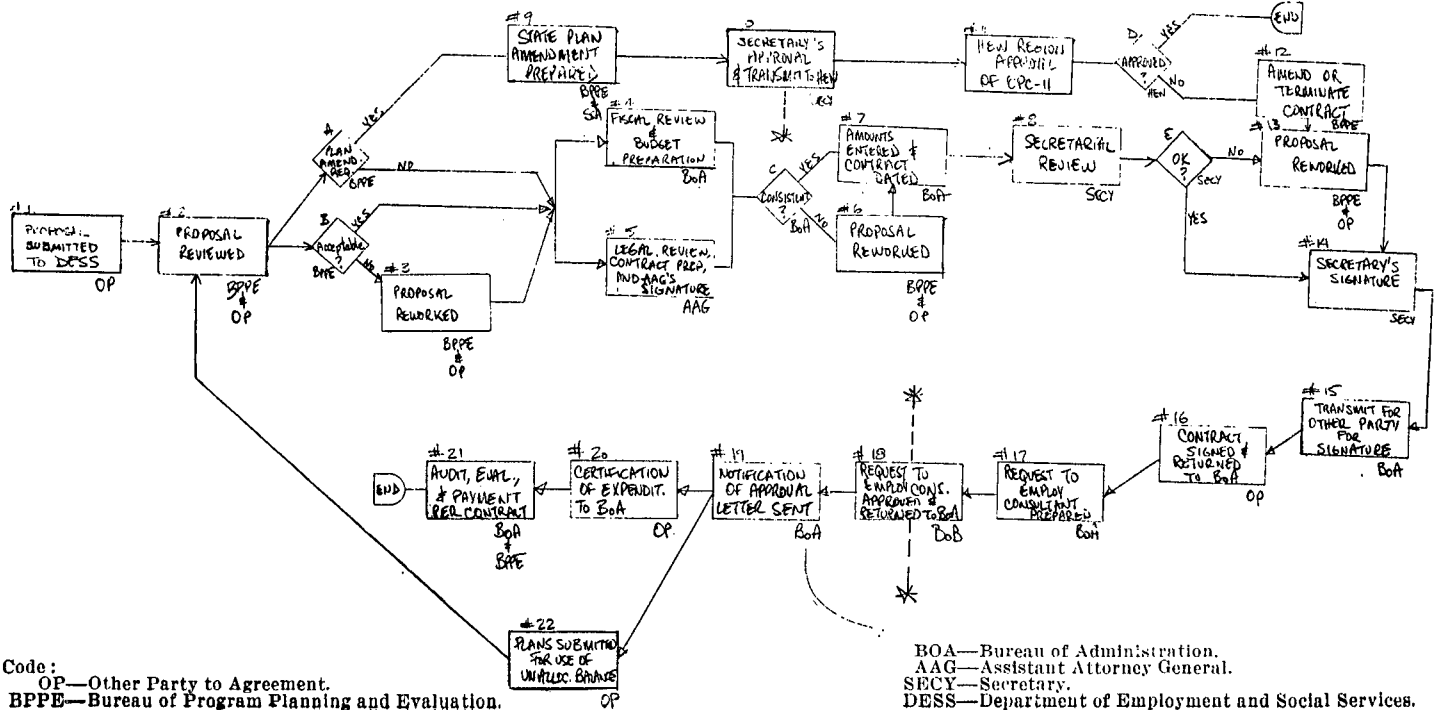 #1
PROPOSAL
SUBMITTED
TO DESS
OP
#2
PROPOSAL
REVIEWED
BPPE
&
OP
A
PLAN
AMEND.
REQ.
BPPE
YES
NO
B
Acceptable
?
BPPE
YES
NO
#3
PROPOSAL
REWORKED
BPPE
&
OP
#9
STATE PLAN
AMENDMENT
PREPARED
BPPE
&
#4
FISCAL REVIEW
&
BUDGET
PREPARATION
BOA
5
LEGAL REVIEW,
CONTRACT PREP,
AND AAG'S
SIGNATURE
AAG
SECRETARY'S
APPROVAL
& TRANSMIT TO HEW
SECY
C
CONSISTENT
?
BOA
YES
NO
#7
AMOUNTS
ENTERED &
CONTRACT
DATED
BOA
#6
PROPOSAL
REWORKED
BPPE
&
OP
HEW REGION
APPROVAL
OF
D.
APPROVED
?
HEW
YES
NO
END
#12
AMEND OR
TERMINATE
CONTRACT
BPPE
#8
SECRETARIAL
REVIEW
SECY
E
OK
?
SECY
NO
YES
#13
PROPOSAL
REWORKED
BPPE
&
OP
#14
SECRETARY'S
SIGNATURE
SECY
#15
TRANSMIT FOR
OTHER PARTY
FOR
SIGNATURE
BOA
#16
CONTRACT
SIGNED &
RETURNED
TO BOA
OP
#17
REQUEST TO
EMPLOY
CONSULTANT
PREPARED
BOA
#18
REQUEST TO
EMPLOY CONS.
APPROVED &
RETURNED TO BOA
BOB
#19
NOTIFICATION
OF APPROVAL
LETTER SENT
BOA
#20
CERTIFICATION
OF EXPENDIT.
TO BOA
OP.
#21
AUDIT, EVAL,
& PAYMENT
PER CONTRACT
BOA
&
BPPE
END
#22
PLANS SUBMITTED
FOR USE OF
UNALLOC. BALANCE
OP
Code:
OP—Other Party to Agreement.
BPPE—Bureau of Program Planning and Evaluation.
BOA—Bureau of Administration.
AAG—Assistant Attorney General.
SECY—Secretary.
DESS—Department of Employment and Social Services.